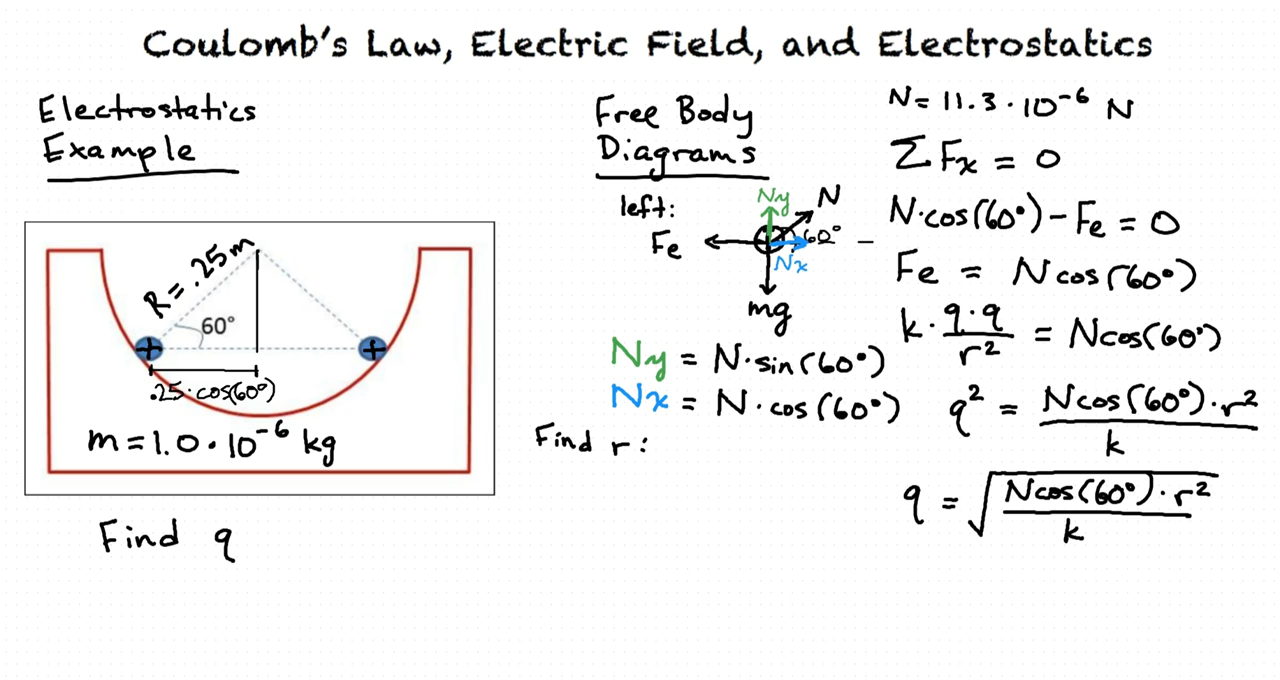 Coulomb's Law, Electric Field, and Electrostatics
Electrostatics
Example
R = .25m
60°
+
+
.25·cos(60°)
m = 1.0·10⁻⁶ kg
Find q
Free Body
Diagrams
left:
Ny
N
Fe
60°
Nx
mg
Ny = N·sin(60°)
Nx = N·cos(60°)
Find r:
N = 11.3·10⁻⁶ N
ΣFx = 0
N·cos(60°) - Fe = 0
Fe = Ncos(60°)
k · q·q / r² = Ncos(60°)
q² = Ncos(60°)·r² / k
q = √(Ncos(60°)·r² / k)